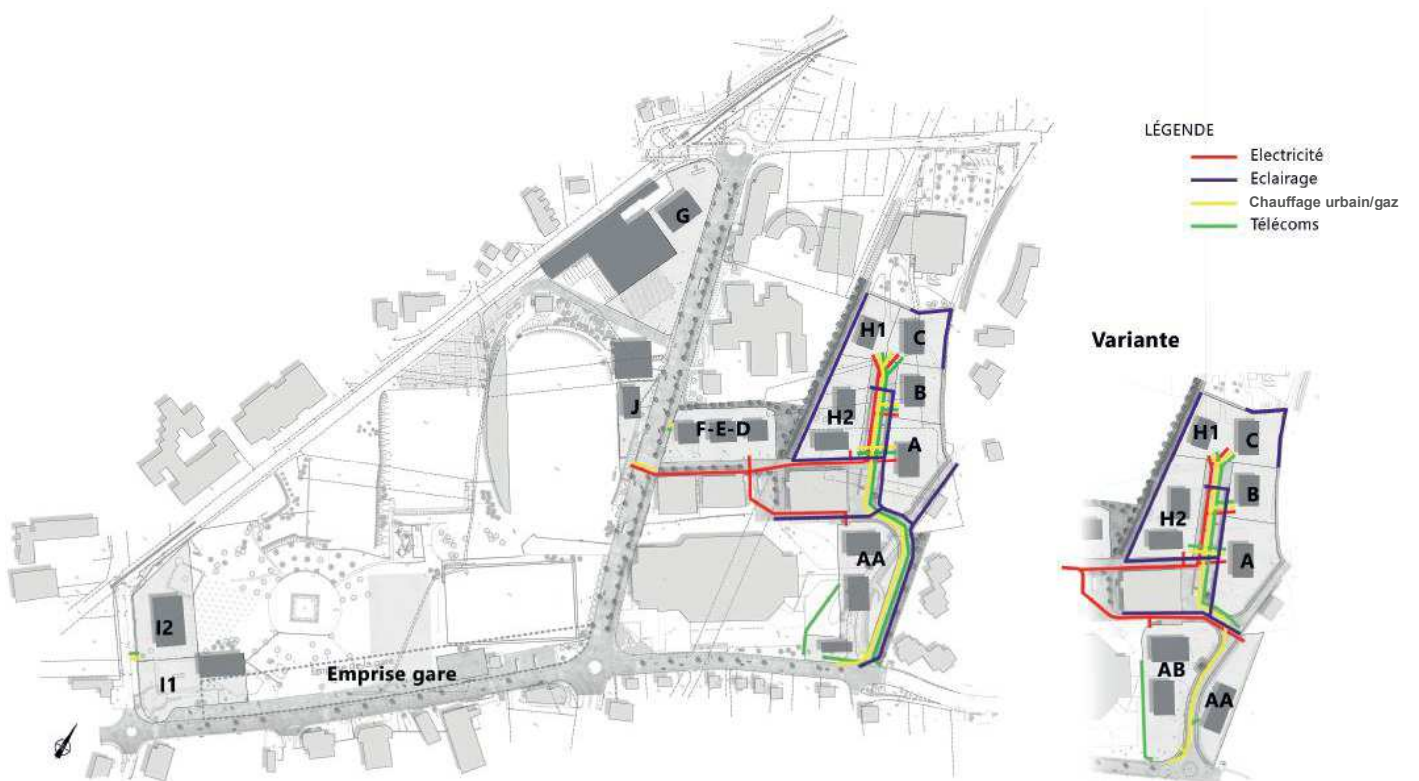 LÉGENDE
Electricité
Eclairage
Chauffage urbain/gaz
Télécoms
G
H1
C
B
J
F-E-D
H2
A
AA
I2
I1
Emprise gare
Variante
H1
C
B
H2
A
AB
AA